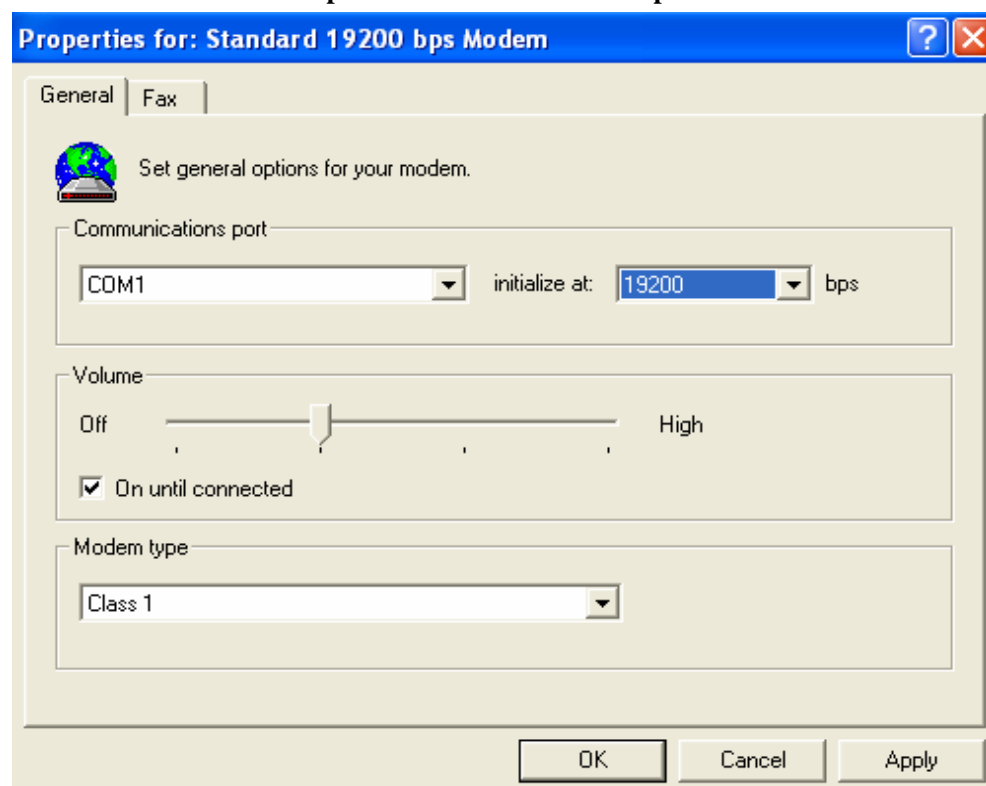 Properties for: Standard 19200 bps Modem
General Fax
Set general options for your modem.
Communications port
COM1 initialize at: 19200 bps
Volume
Off High
On until connected
Modem type
Class 1
OK Cancel Apply